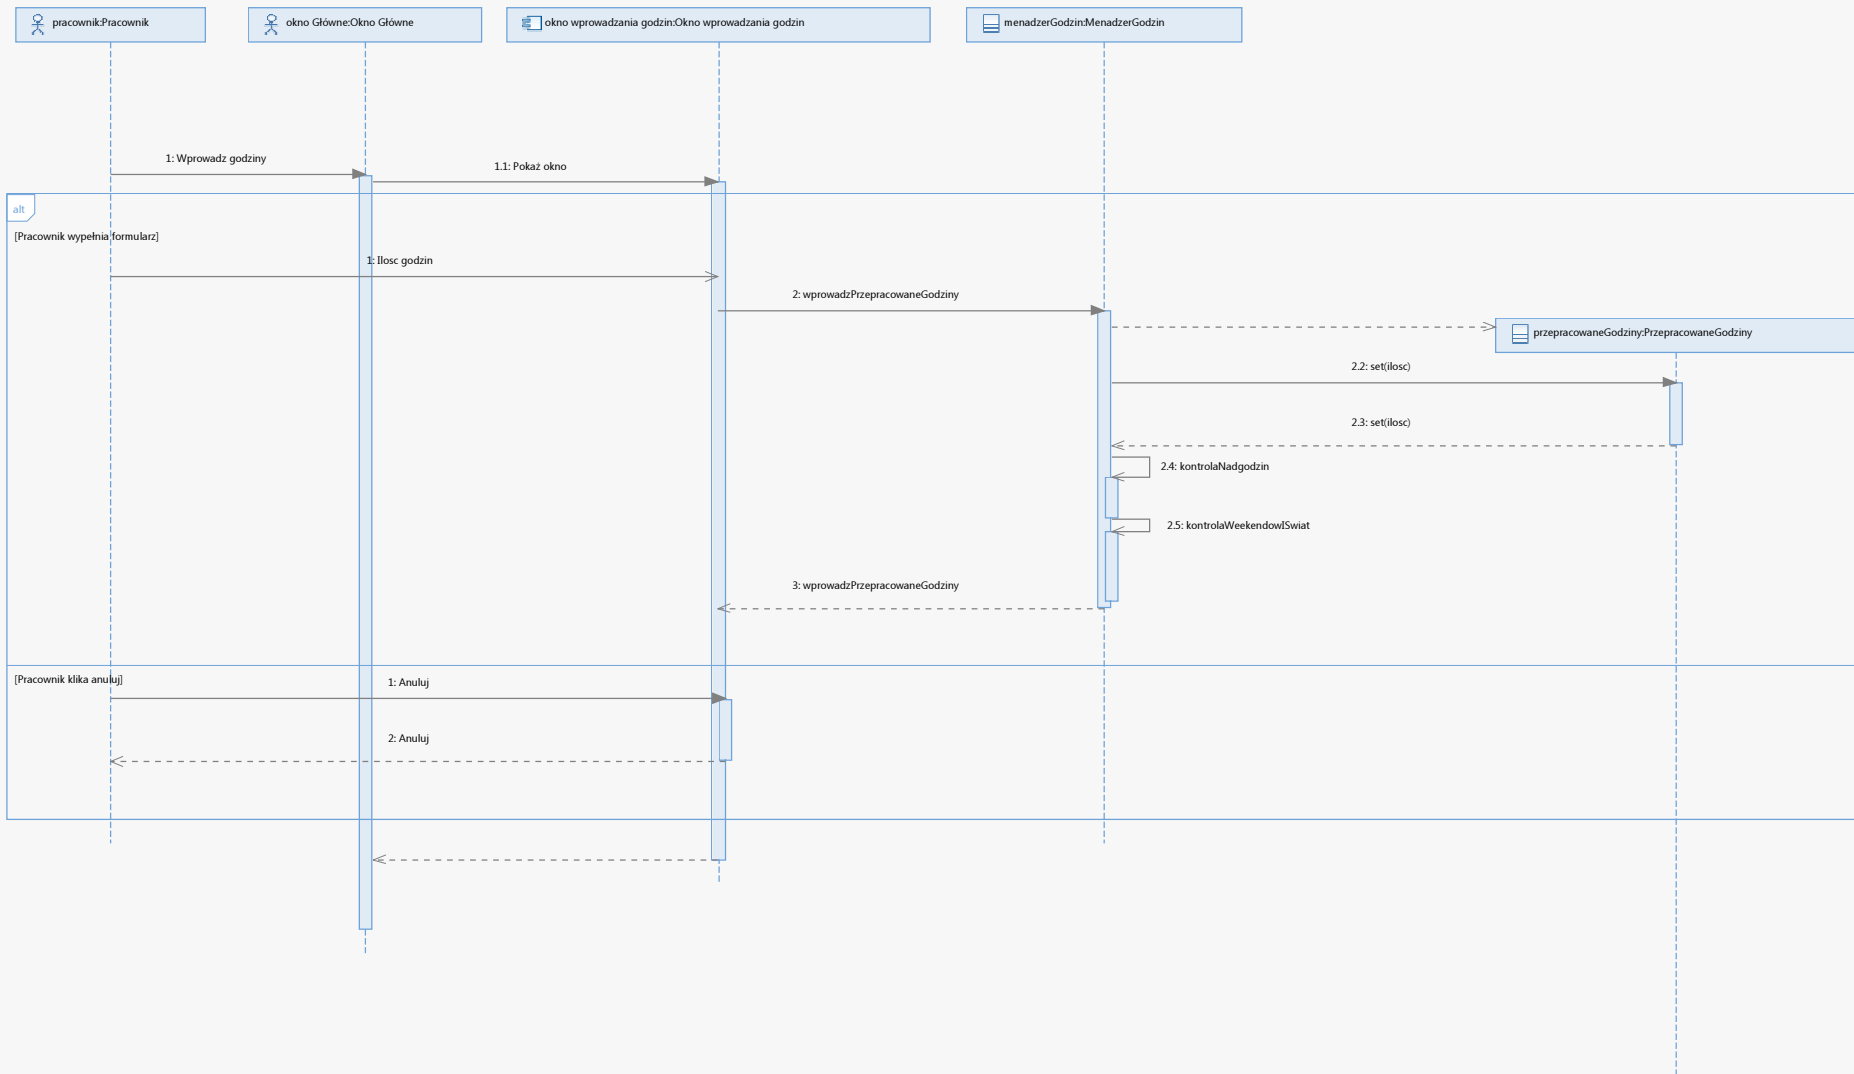 pracownik:Pracownik
okno Główne:Okno Główne
okno wprowadzania godzin:Okno wprowadzania godzin
menadzerGodzin:MenadzerGodzin
1: Wprowadz godziny
1.1: Pokaż okno
alt
[Pracownik wypełnia formularz]
1: Ilosc godzin
2: wprowadzPrzepracowaneGodziny
przepracowaneGodziny:PrzepracowaneGodziny
2.2: set(ilosc)
2.3: set(ilosc)
2.4: kontrolaNadgodzin
2.5: kontrolaWeekendowISwiat
3: wprowadzPrzepracowaneGodziny
[Pracownik klika anuluj]
1: Anuluj
2: Anuluj